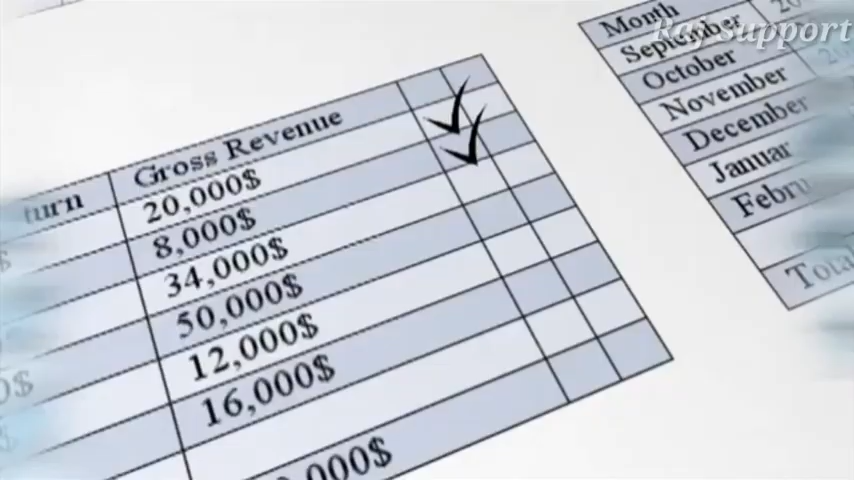 Raj Support
turn Gross Revenue
20,000$
8,000$
34,000$
50,000$
12,000$
16,000$
Month
September
October
November
December